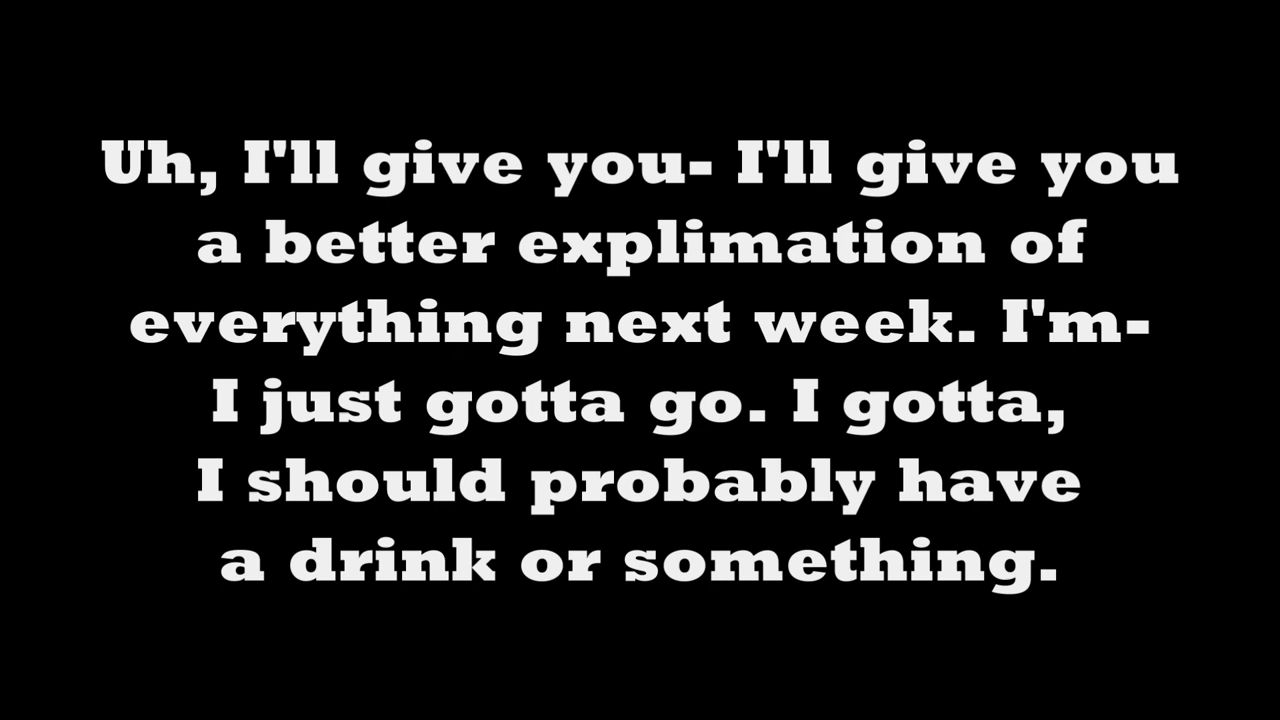 Uh, I'll give you- I'll give you
a better explimation of
everything next week. I'm-
I just gotta go. I gotta,
I should probably have
a drink or something.